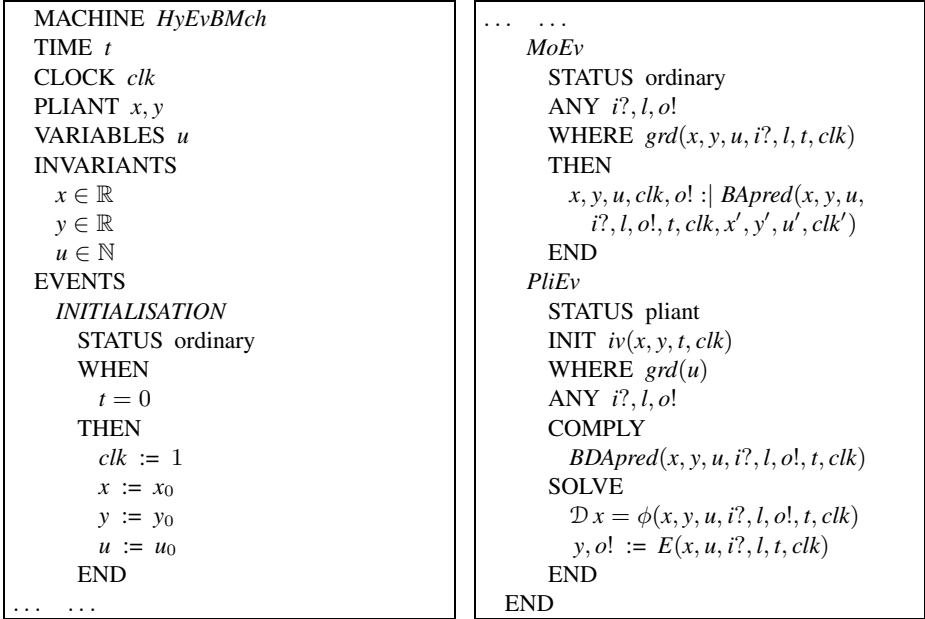 MACHINE HyEvBMch
TIME t
CLOCK clk
PLIANT x, y
VARIABLES u
INVARIANTS
x ∈ ℝ
y ∈ ℝ
u ∈ ℕ
EVENTS
INITIALISATION
STATUS ordinary
WHEN
t = 0
THEN
clk := 1
x := x₀
y := y₀
u := u₀
END
... ...
... ...
MoEv
STATUS ordinary
ANY i?, l, o!
WHERE grd(x, y, u, i?, l, t, clk)
THEN
x, y, u, clk, o! :| BApred(x, y, u,
i?, l, o!, t, clk, x′, y′, u′, clk′)
END
PliEv
STATUS pliant
INIT iv(x, y, t, clk)
WHERE grd(u)
ANY i?, l, o!
COMPLY
BDApred(x, y, u, i?, l, o!, t, clk)
SOLVE
𝒟 x = ϕ(x, y, u, i?, l, o!, t, clk)
y, o! := E(x, u, i?, l, t, clk)
END
END